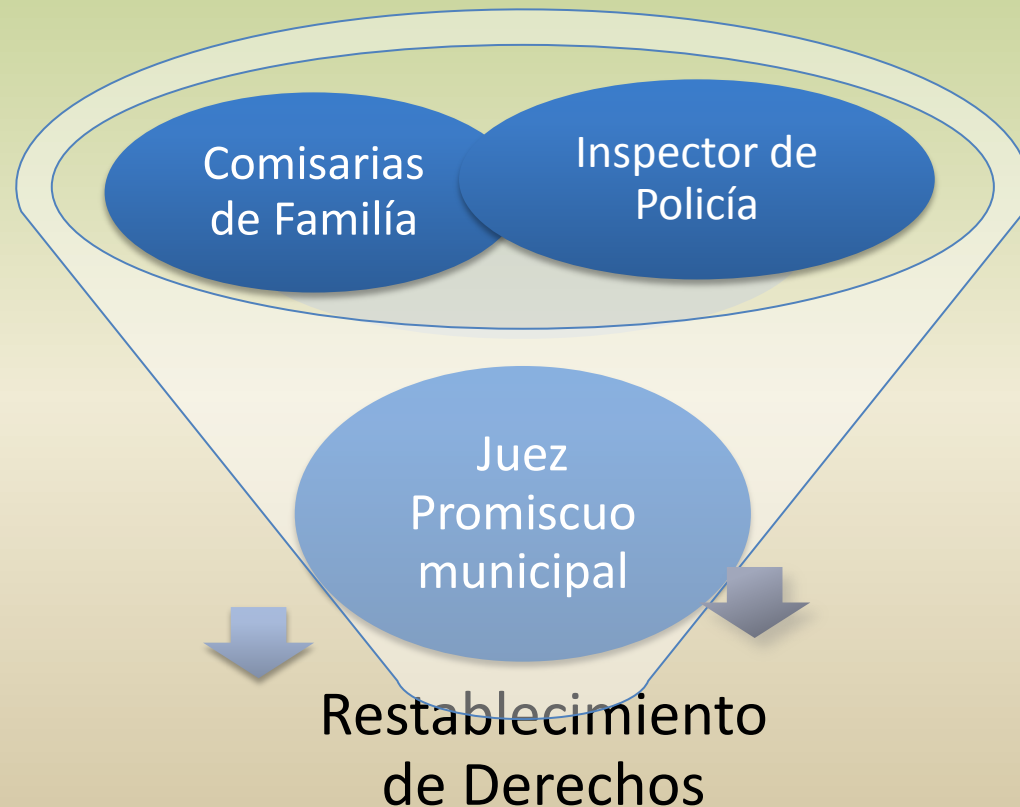 Comisarias
de Familía
Inspector de
Policía
Juez
Promiscuo
municipal
Restablecimiento
de Derechos